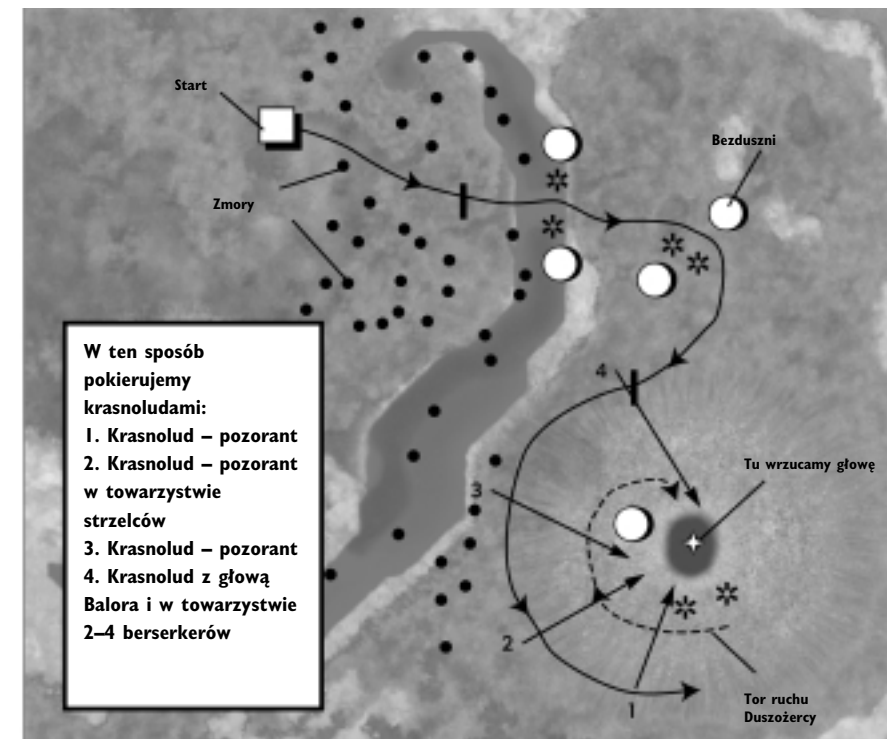 Start
Bezduszni
Zmory
W ten sposób
pokierujemy
krasnoludami:
1. Krasnolud – pozorant
2. Krasnolud – pozorant
w towarzystwie
strzelców
3. Krasnolud – pozorant
4. Krasnolud z głową
Balora i w towarzystwie
2–4 berserkerów
4
Tu wrzucamy głowę
3
2
1
Tor ruchu
Duszożercy